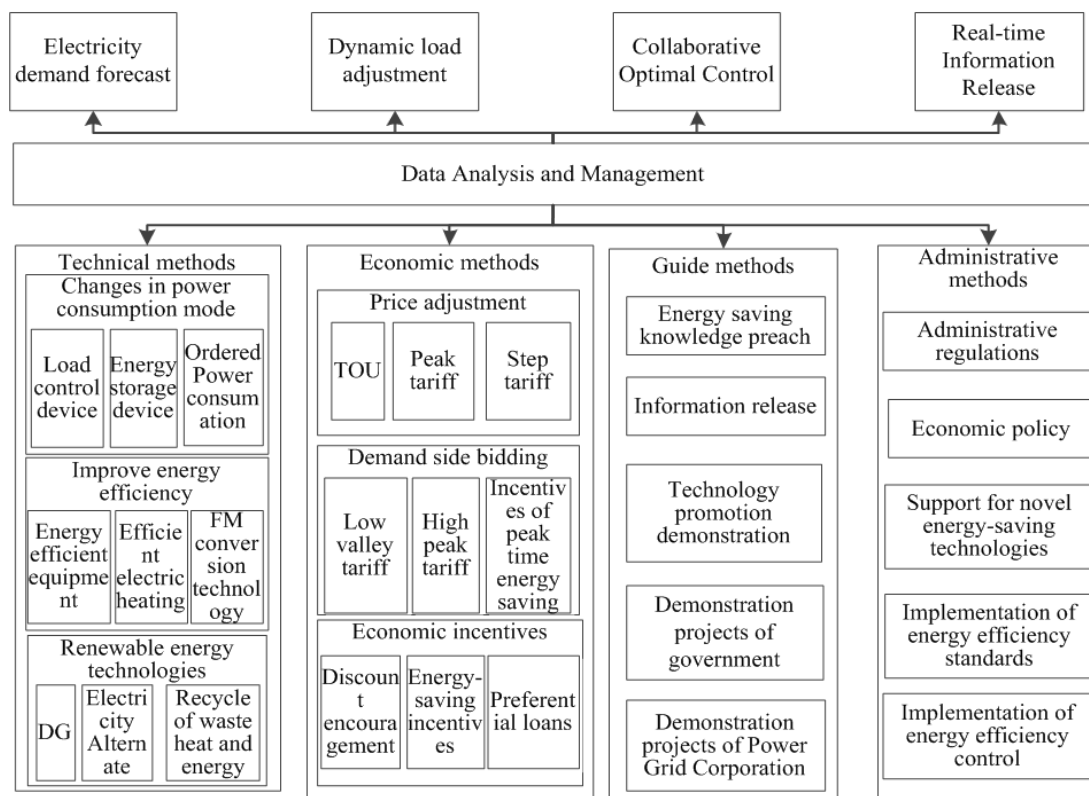 Electricity
demand forecast
Dynamic load
adjustment
Collaborative
Optimal Control
Real-time
Information
Release
Data Analysis and Management
Technical methods
Changes in power
consumption mode
Load
control
device
Energy
storage
device
Ordered
Power
consum
ation
Improve energy
efficiency
Energy
efficient
equipme
nt
Efficie
nt
electric
heating
FM
conver
sion
technol
ogy
Renewable energy
technologies
DG
Electri
city
Altern
ate
Recycle
of waste
heat and
energy
Economic methods
Price adjustment
TOU
Peak
tariff
Step
tariff
Demand side bidding
Low
valley
tariff
High
peak
tariff
Incenti
ves of
peak
time
energy
saving
Economic incentives
Discoun
t
encoura
gement
Energy-
saving
incenti
ves
Preferent
ial loans
Guide methods
Energy saving
knowledge preach
Information release
Technology
promotion
demonstration
Demonstration
projects of
government
Demonstration
projects of Power
Grid Corporation
Administrative
methods
Administrative
regulations
Economic policy
Support for novel
energy-saving
technologies
Implementation of
energy efficiency
standards
Implementation of
energy efficiency
control